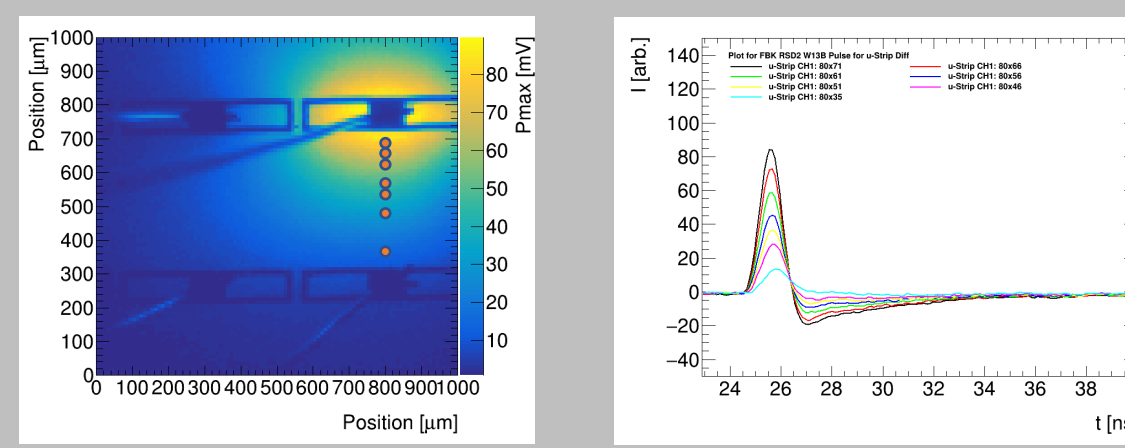 Position [μm]
1000
900
800
700
600
500
400
300
200
100
0
0 100 200 300 400 500 600 700 800 900 1000
Position [μm]
80
70
60
50
40
30
20
10
Pmax [mV]
I [arb.]
140
120
100
80
60
40
20
0
−20
−40
Plot for FBK RSD2 W13B Pulse for u-Strip Diff
u-Strip CH1: 80x71 u-Strip CH1: 80x66
u-Strip CH1: 80x61 u-Strip CH1: 80x56
u-Strip CH1: 80x51 u-Strip CH1: 80x46
u-Strip CH1: 80x35
24 26 28 30 32 34 36 38
t [ns